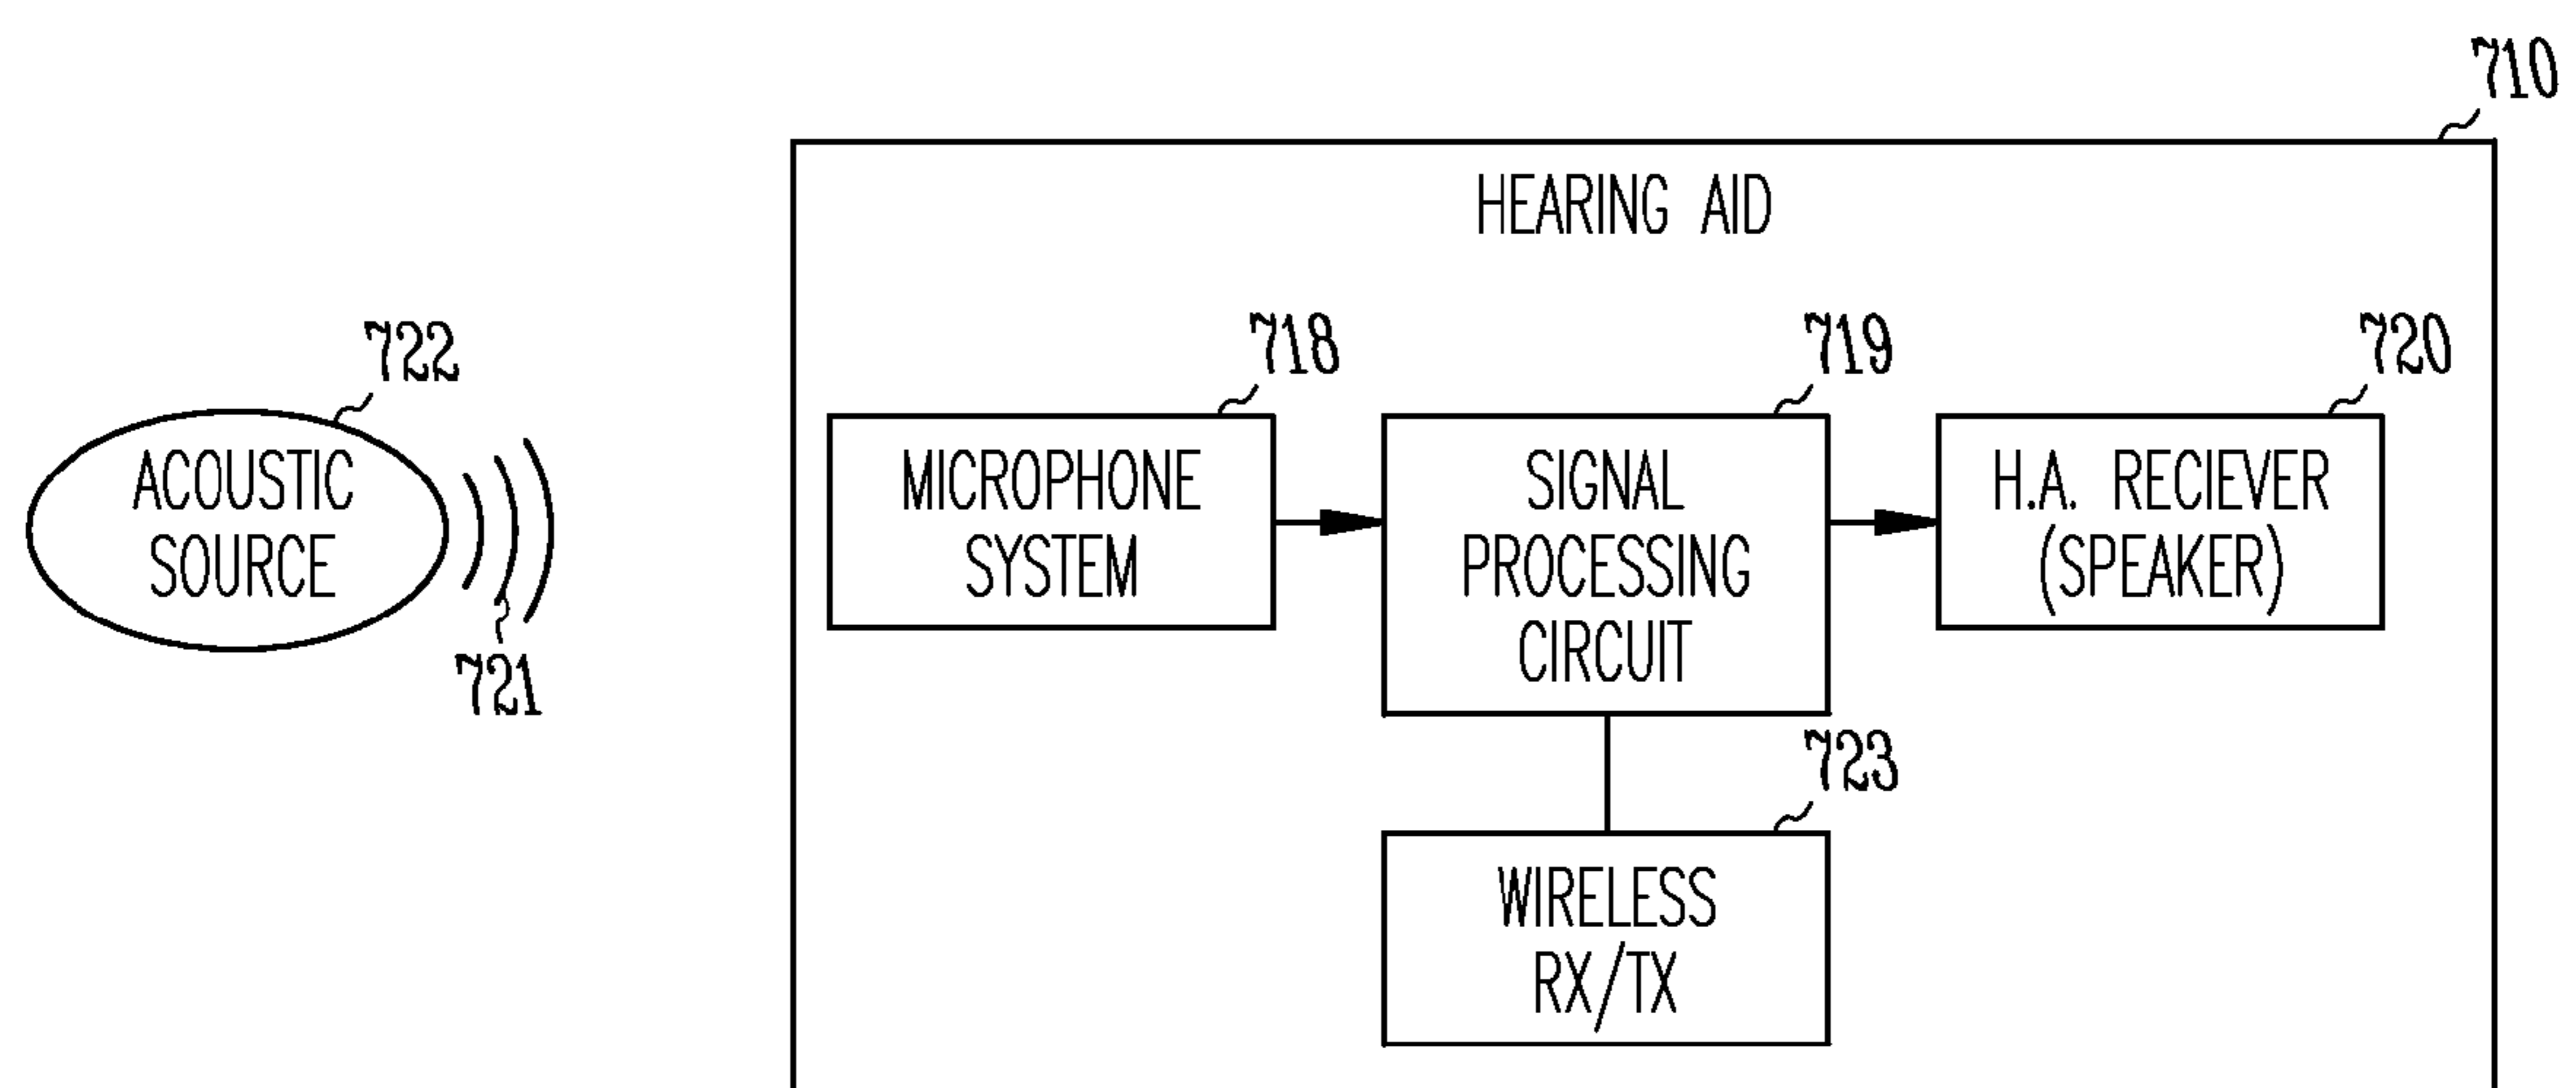 710
HEARING AID
722
718
719
720
ACOUSTIC
SOURCE
MICROPHONE
SYSTEM
SIGNAL
PROCESSING
CIRCUIT
H.A. RECIEVER
(SPEAKER)
721
723
WIRELESS
RX/TX